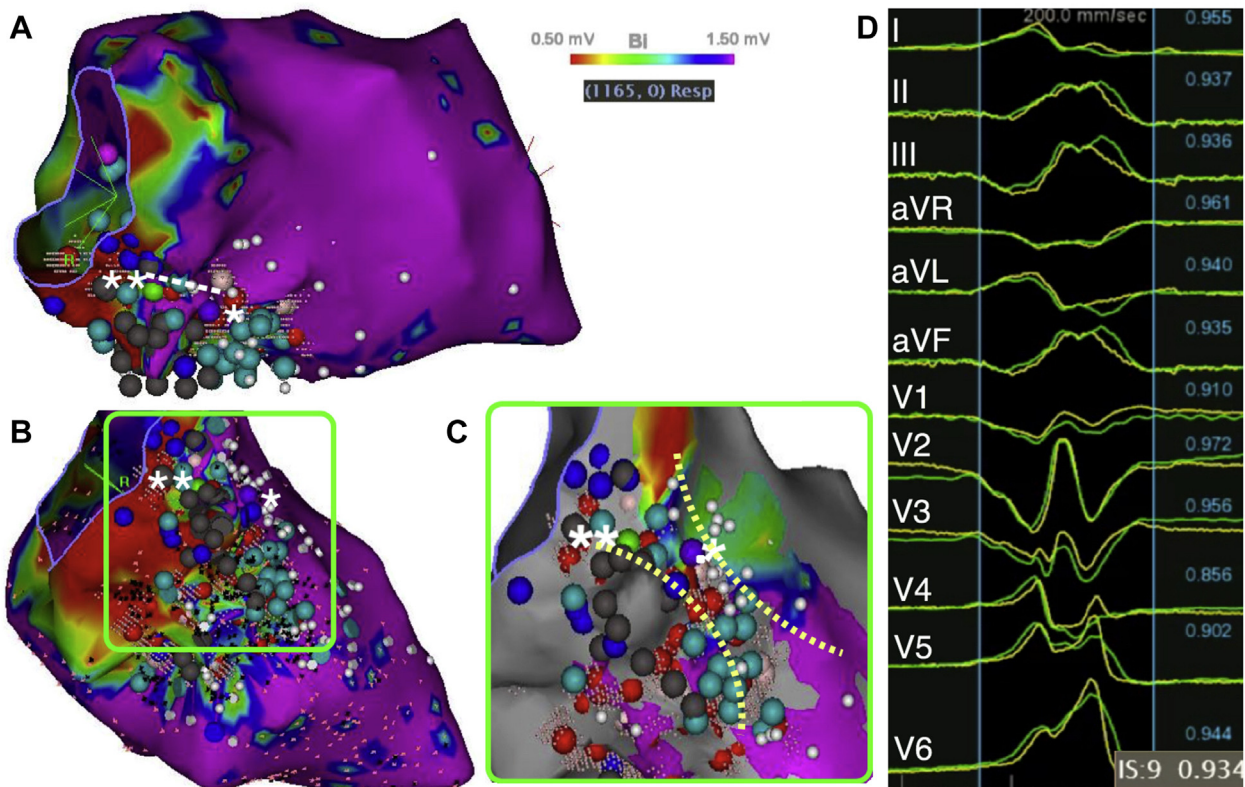 A
0.50 mV Bi 1.50 mV
(1165, 0) Resp
R
**
*
B
R
**
*
C
**
*
D
200.0 mm/sec
I 0.955
II 0.937
III 0.936
aVR 0.961
aVL 0.940
aVF 0.935
V1 0.910
V2 0.972
V3 0.956
V4 0.856
V5 0.902
V6 0.944
IS:9 0.934